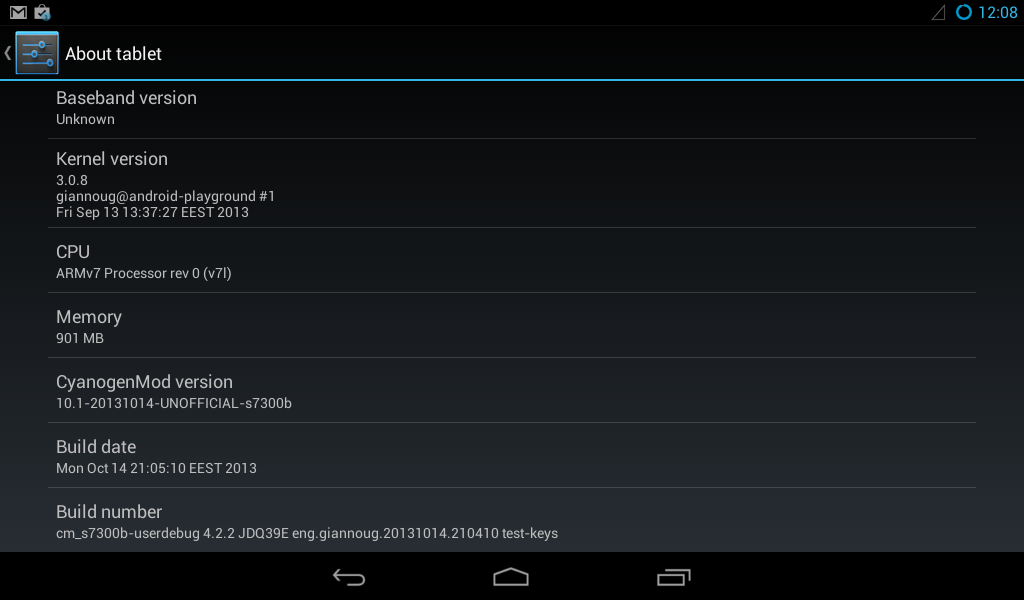 12:08
About tablet
Baseband version
Unknown
Kernel version
3.0.8
giannoug@android-playground #1
Fri Sep 13 13:37:27 EEST 2013
CPU
ARMv7 Processor rev 0 (v7l)
Memory
901 MB
CyanogenMod version
10.1-20131014-UNOFFICIAL-s7300b
Build date
Mon Oct 14 21:05:10 EEST 2013
Build number
cm_s7300b-userdebug 4.2.2 JDQ39E eng.giannoug.20131014.210410 test-keys